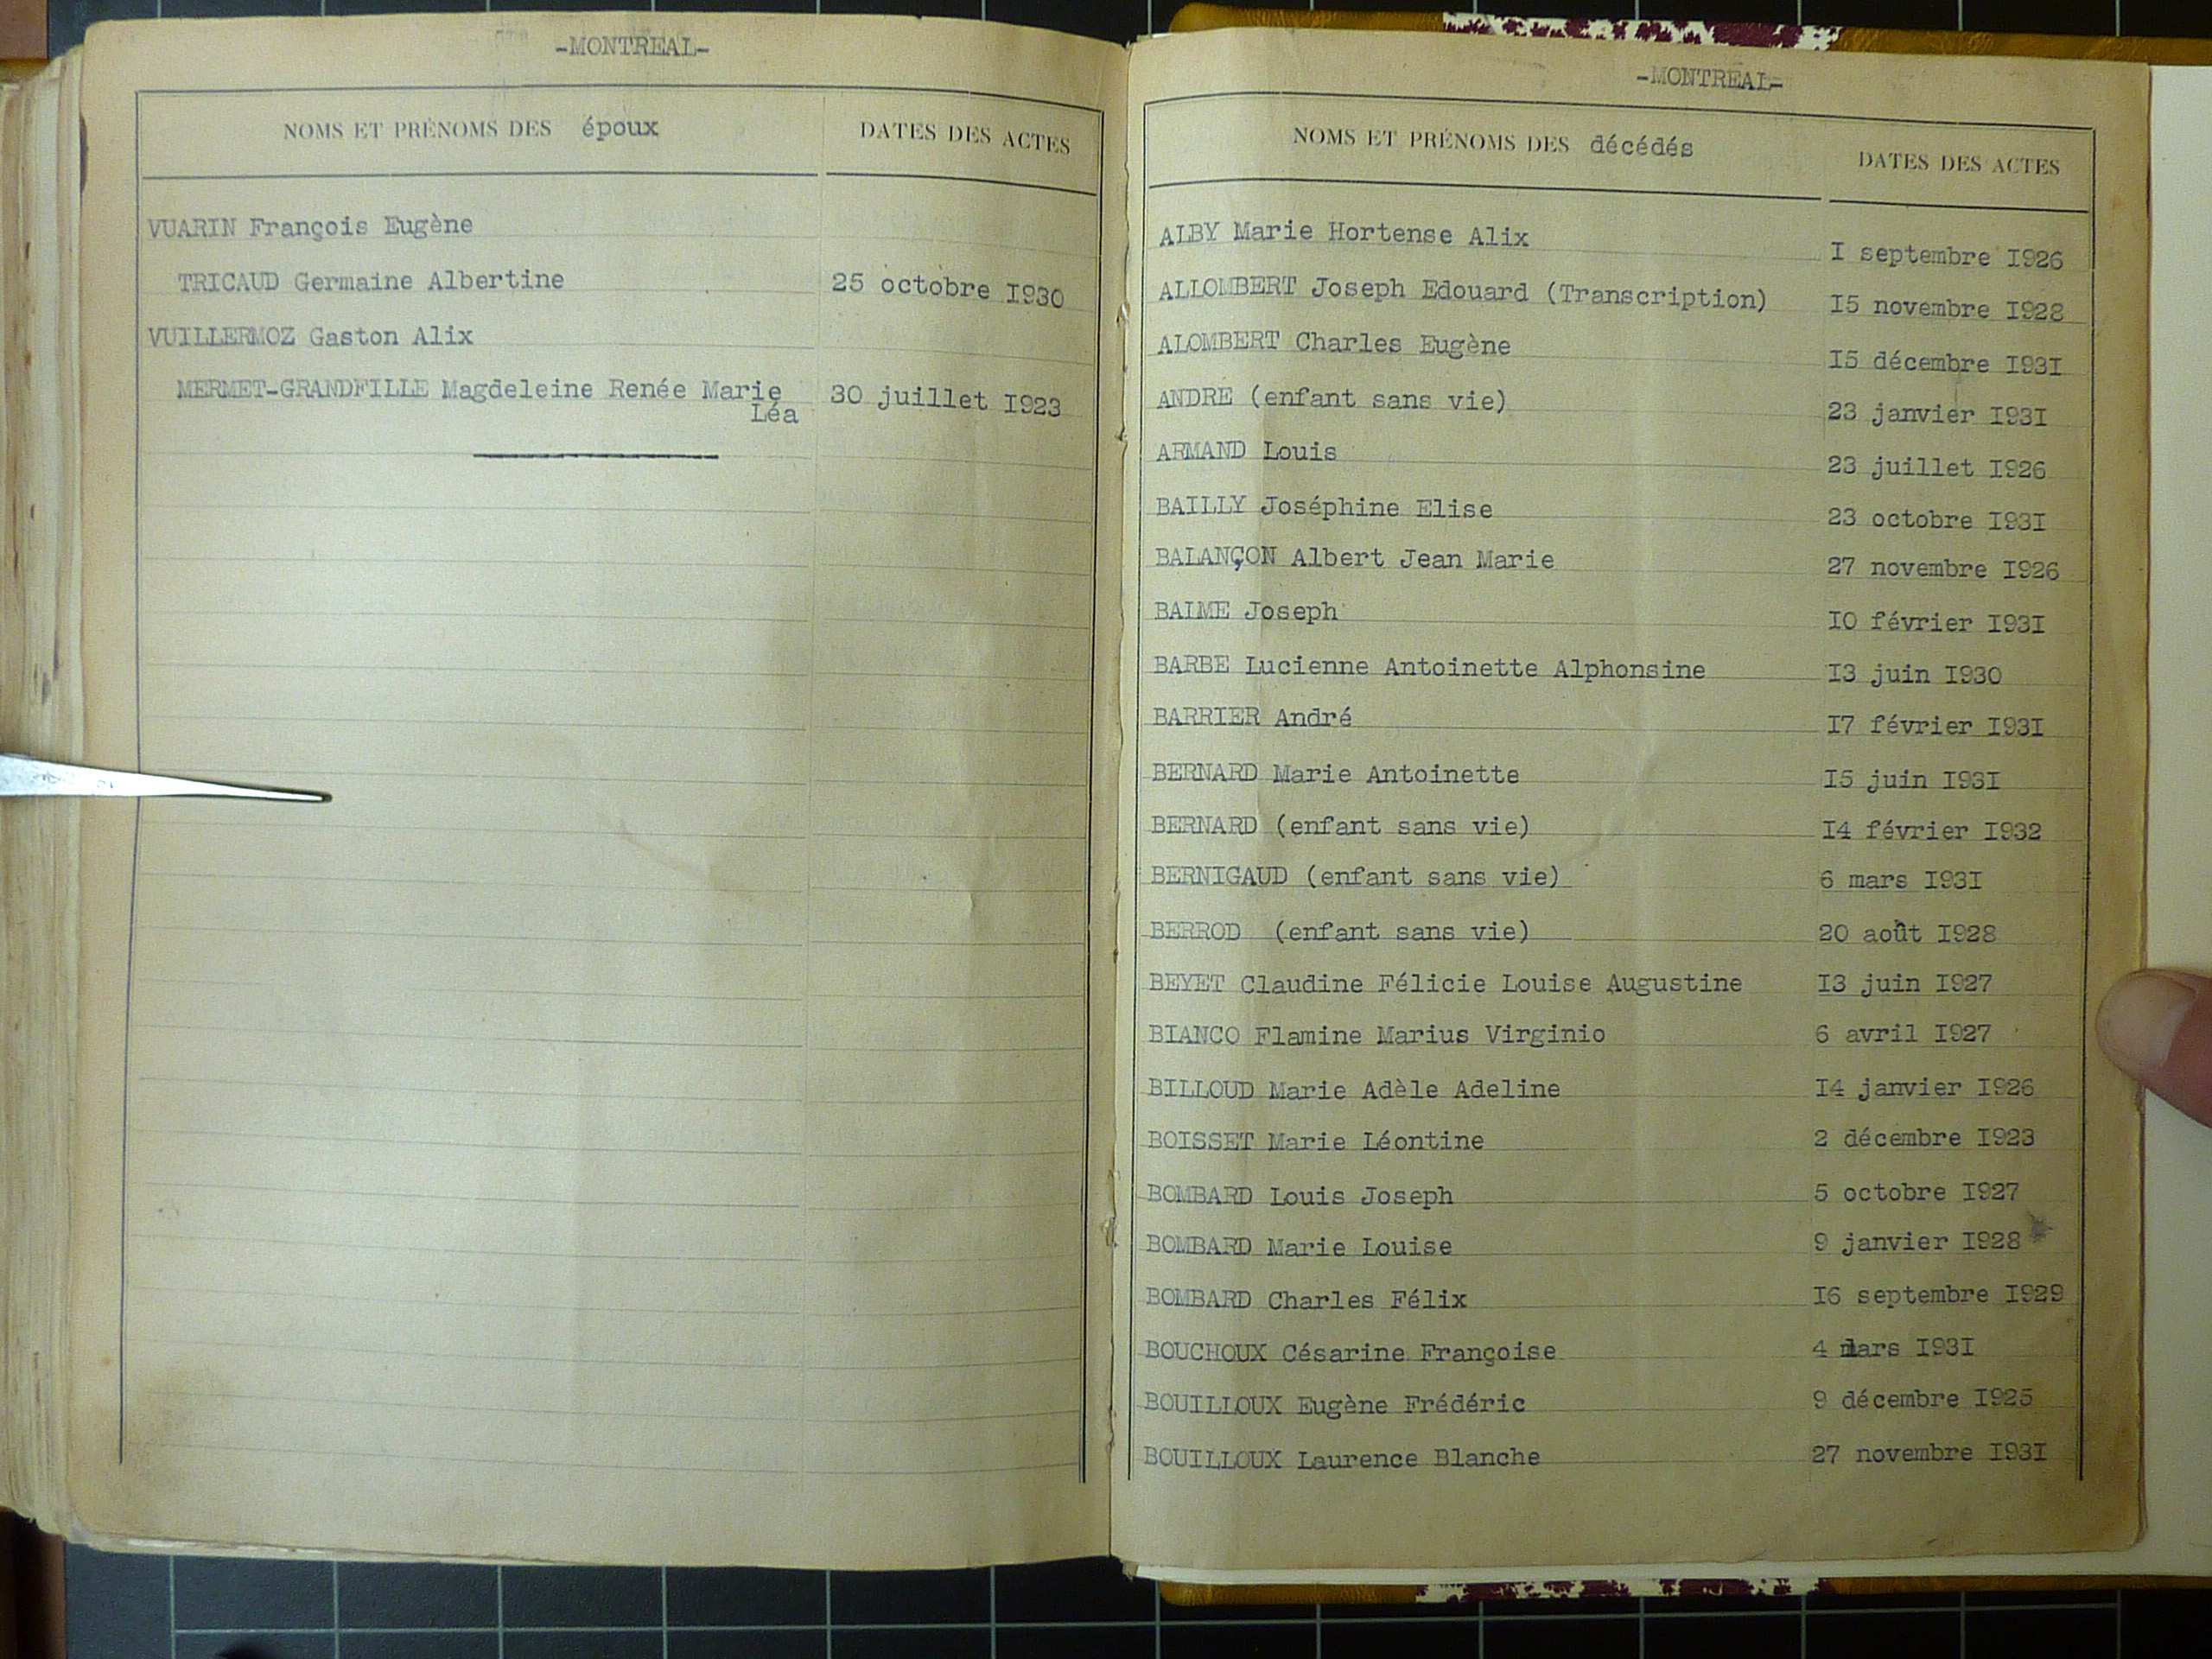 -MONTREAL-
NOMS ET PRÉNOMS DES époux DATES DES ACTES
VUARIN François Eugène
TRICAUD Germaine Albertine 25 octobre I930
VUILLERMOZ Gaston Alix
MERMET-GRANDFILLE Magdeleine Renée Marie 30 juillet I923
Léa
-MONTREAL-
NOMS ET PRÉNOMS DES décédés DATES DES ACTES
ALBY Marie Hortense Alix I septembre I926
ALLOMBERT Joseph Edouard (Transcription) I5 novembre I928
ALOMBERT Charles Eugène I5 décembre I93I
ANDRE (enfant sans vie) 23 janvier I93I
ARMAND Louis 23 juillet I926
BAILLY Joséphine Elise 23 octobre I93I
BALANÇON Albert Jean Marie 27 novembre I926
BALME Joseph I0 février I93I
BARBE Lucienne Antoinette Alphonsine I3 juin I930
BARRIER André I7 février I93I
BERNARD Marie Antoinette I5 juin I93I
BERNARD (enfant sans vie) I4 février I932
BERNIGAUD (enfant sans vie) 6 mars I93I
BERROD (enfant sans vie) 20 août I928
BEYET Claudine Félicie Louise Augustine I3 juin I927
BIANCO Flamine Marius Virginio 6 avril I927
BILLOUD Marie Adèle Adeline I4 janvier I926
BOISSET Marie Léontine 2 décembre I923
BOMBARD Louis Joseph 5 octobre I927
BOMBARD Marie Louise 9 janvier I928
BOMBARD Charles Félix I6 septembre I929
BOUCHOUX Césarine Françoise 4 mars I93I
BOUILLOUX Eugène Frédéric 9 décembre I925
BOUILLOUX Laurence Blanche 27 novembre I93I